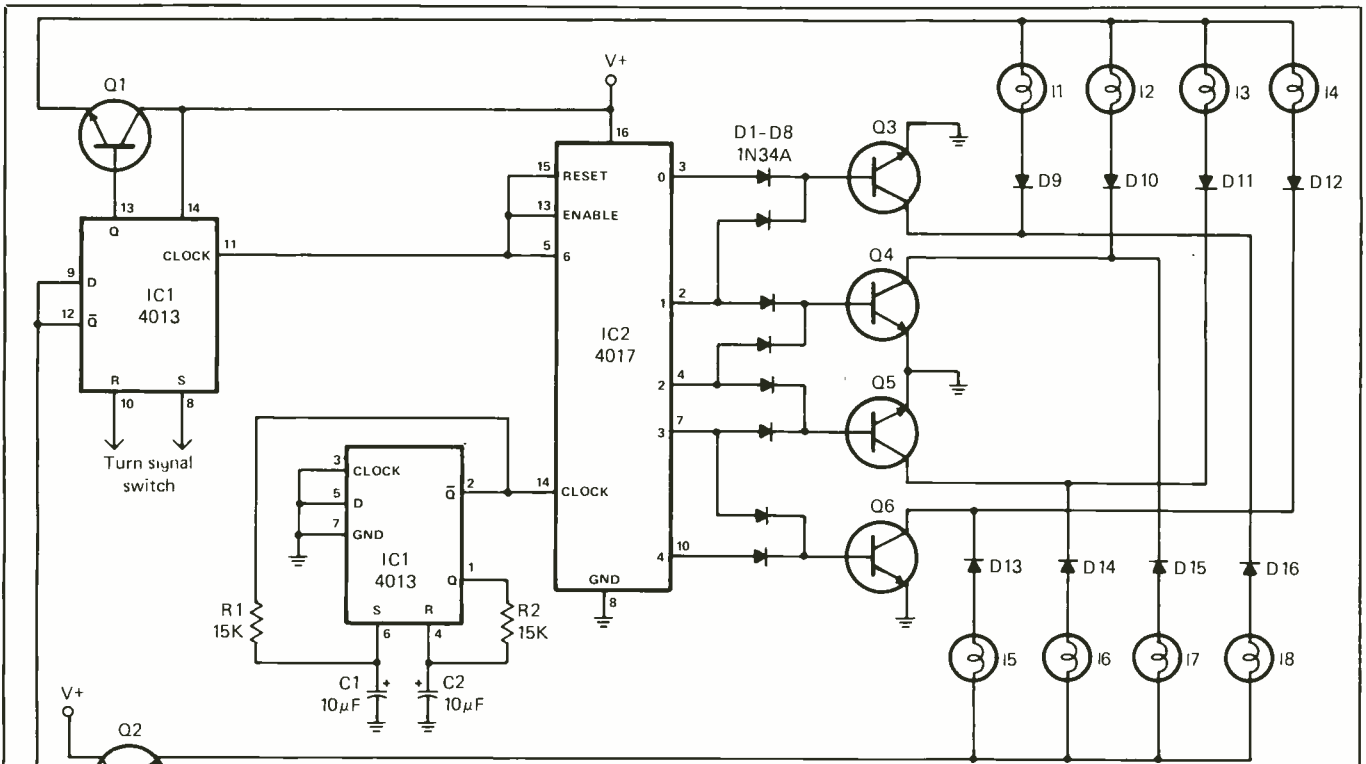 Q1
V+
I1
I2
I3
I4
D1-D8
1N34A
Q3
D9
D10
D11
D12
13
14
Q
CLOCK
11
9
D
12
Q̄
IC1
4013
R
S
10
8
Turn signal
switch
16
15
RESET
13
ENABLE
5
6
0
3
1
2
IC2
4017
2
4
3
7
14
CLOCK
4
10
GND
8
Q4
Q5
Q6
3
CLOCK
5
D
7
GND
Q̄
2
IC1
4013
Q
1
S
R
6
4
R1
15K
R2
15K
C1
10μF
+
+
C2
10μF
D13
D14
D15
D16
I5
I6
I7
I8
V+
Q2